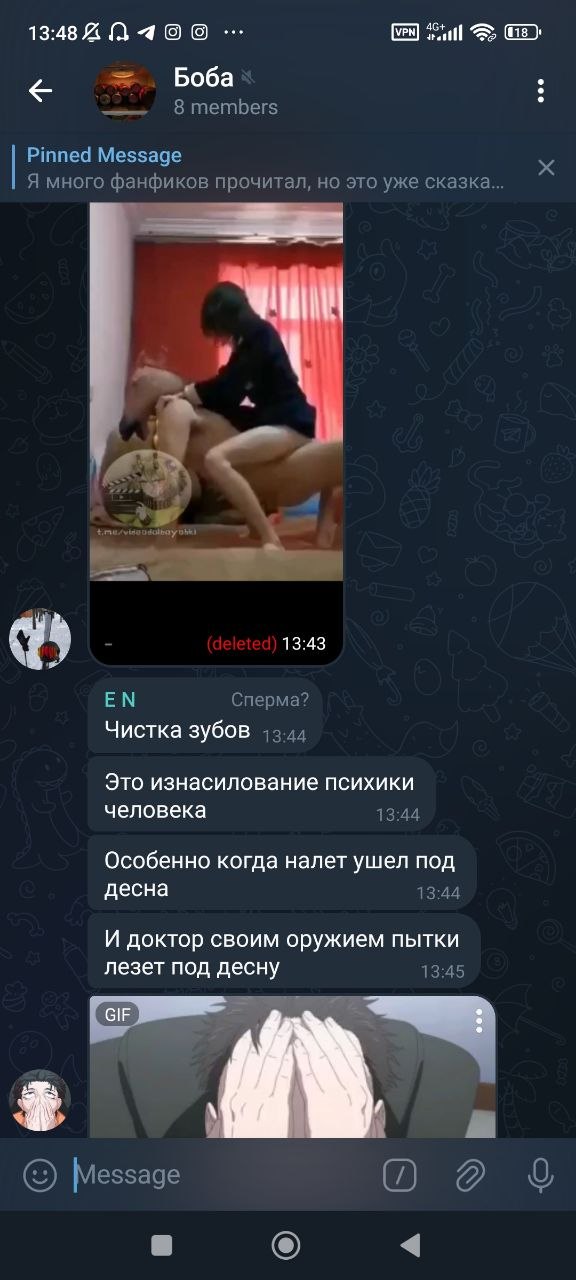 13:48
VPN 4G+ 18
Боба
8 members
Pinned Message
Я много фанфиков прочитал, но это уже сказка...
(deleted) 13:43
E N Сперма?
Чистка зубов 13:44
Это изнасилование психики
человека 13:44
Особенно когда налет ушел под
десна 13:44
И доктор своим оружием пытки
лезет под десну 13:45
GIF
Message